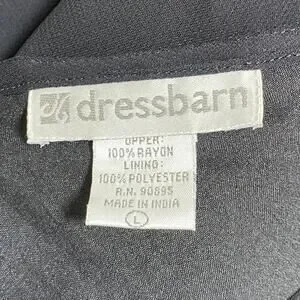 dressbarn
UPPER:
100% RAYON
LINING:
100% POLYESTER
R.N. 90895
MADE IN INDIA
L